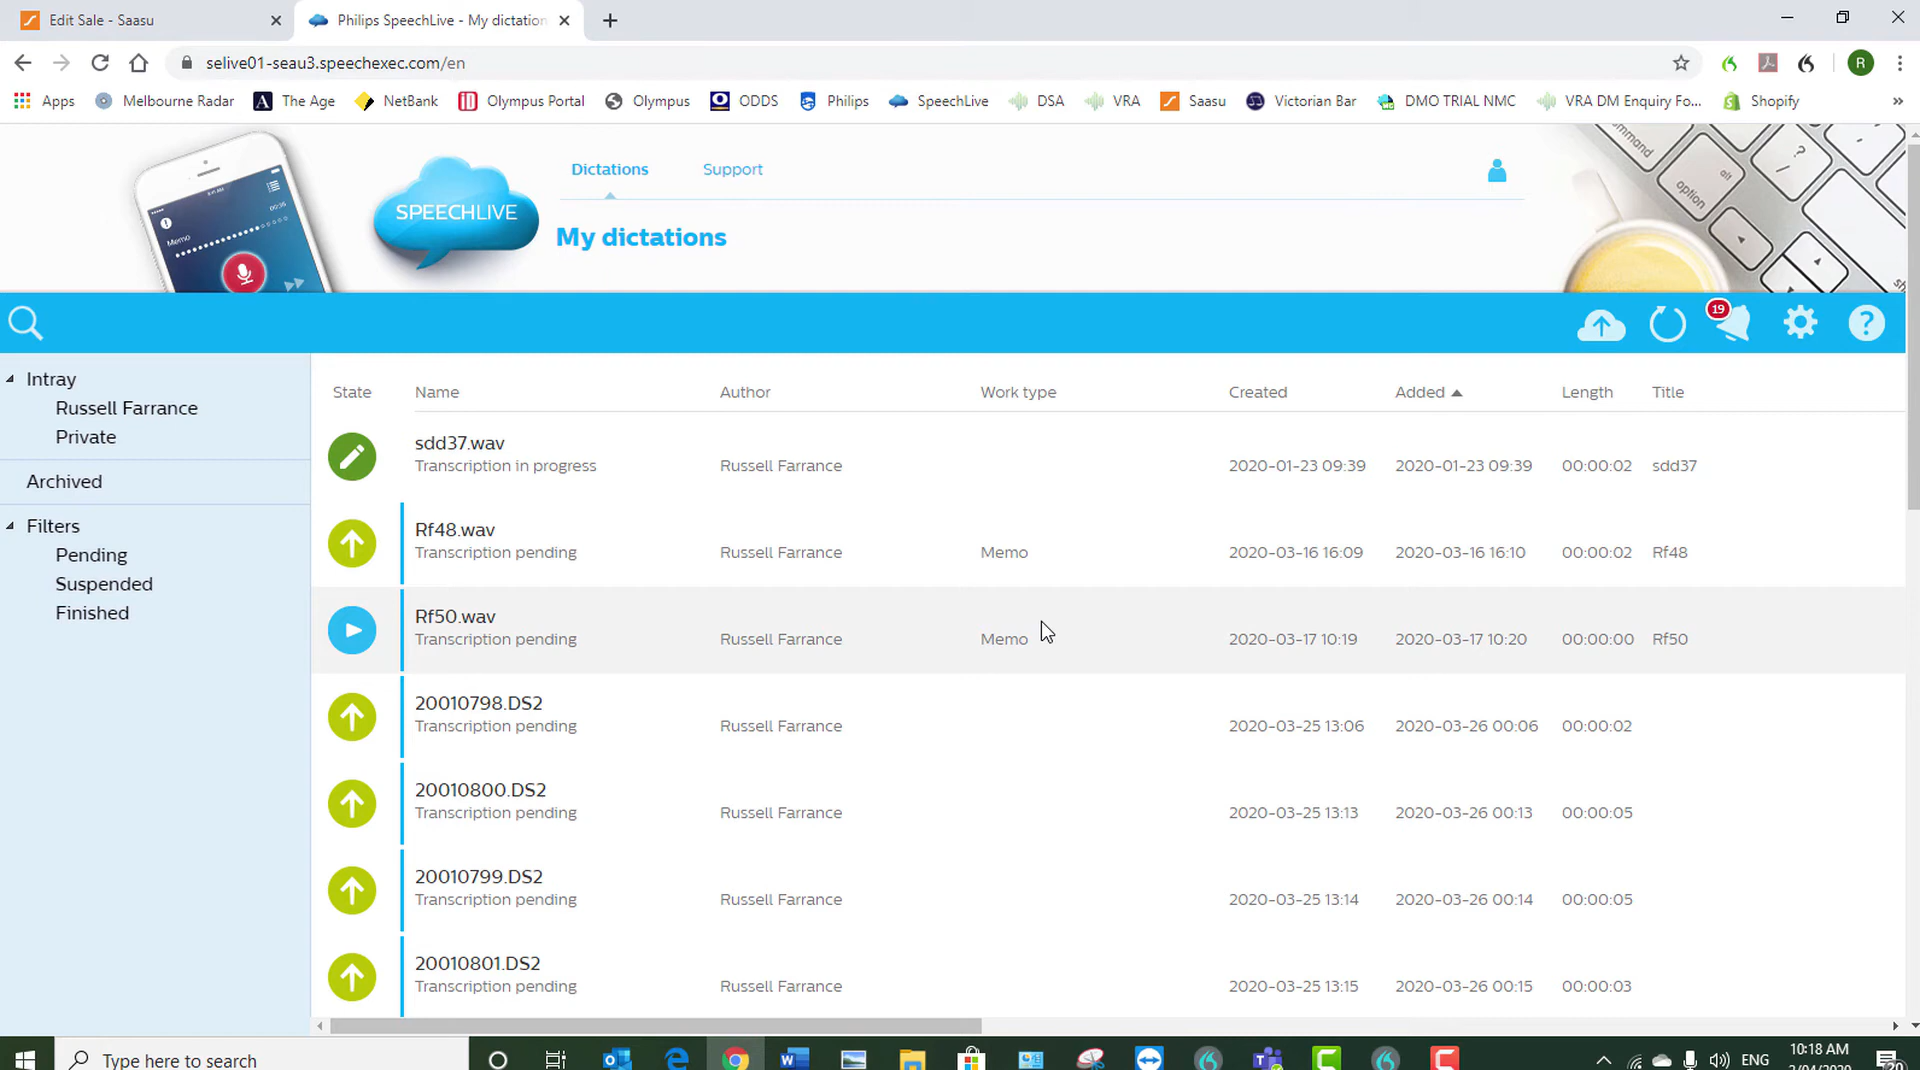 Edit Sale - Saasu
Philips SpeechLive - My dictation
selive01-seau3.speechexec.com/en
R
Apps
Melbourne Radar
A
The Age
NetBank
Olympus Portal
Olympus
ODDS
Philips
SpeechLive
DSA
VRA
Saasu
Victorian Bar
DMO TRIAL NMC
VRA DM Enquiry Fo...
Shopify
»
Memo
SPEECHLIVE
Dictations
Support
My dictations
command
option
alt
?
19
?
Intray
Russell Farrance
Private
Archived
Filters
Pending
Suspended
Finished
State Name Author Work type Created Added Length Title
sdd37.wav
Transcription in progress Russell Farrance 2020-01-23 09:39 2020-01-23 09:39 00:00:02 sdd37
Rf48.wav
Transcription pending Russell Farrance Memo 2020-03-16 16:09 2020-03-16 16:10 00:00:02 Rf48
Rf50.wav
Transcription pending Russell Farrance Memo 2020-03-17 10:19 2020-03-17 10:20 00:00:00 Rf50
20010798.DS2
Transcription pending Russell Farrance 2020-03-25 13:06 2020-03-26 00:06 00:00:02
20010800.DS2
Transcription pending Russell Farrance 2020-03-25 13:13 2020-03-26 00:13 00:00:05
20010799.DS2
Transcription pending Russell Farrance 2020-03-25 13:14 2020-03-26 00:14 00:00:05
20010801.DS2
Transcription pending Russell Farrance 2020-03-25 13:15 2020-03-26 00:15 00:00:03
Type here to search
ENG
10:18 AM